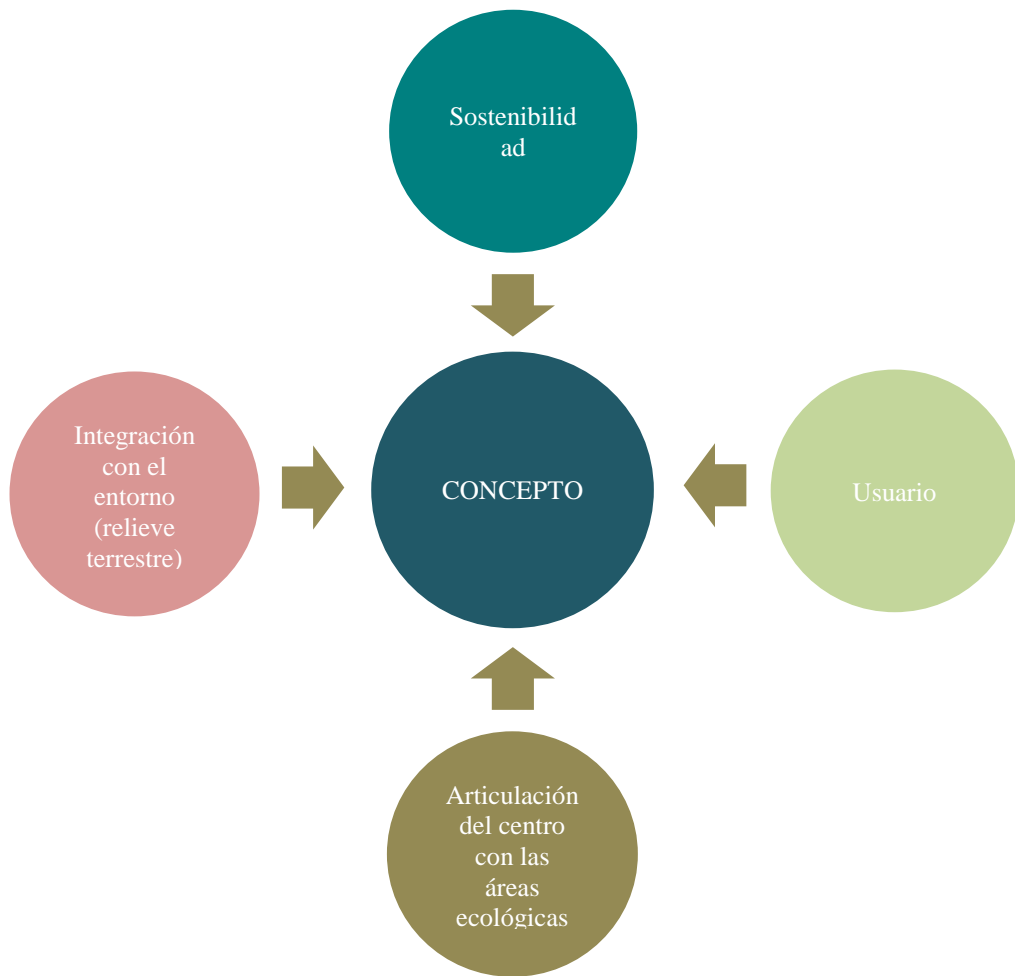 Sostenibilid
ad
Integración
con el
entorno
(relieve
terrestre)
CONCEPTO
Usuario
Articulación
del centro
con las
áreas
ecológicas